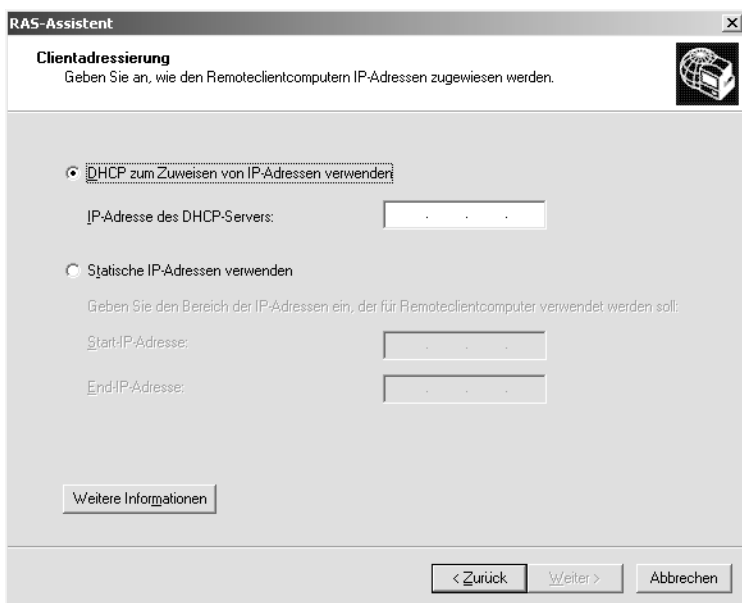 RAS-Assistent
Clientadressierung
Geben Sie an, wie den Remoteclientcomputern IP-Adressen zugewiesen werden.
DHCP zum Zuweisen von IP-Adressen verwenden
IP-Adresse des DHCP-Servers:
Statische IP-Adressen verwenden
Geben Sie den Bereich der IP-Adressen ein, der für Remoteclientcomputer verwendet werden soll:
Start-IP-Adresse:
End-IP-Adresse:
Weitere Informationen
< Zurück Weiter > Abbrechen